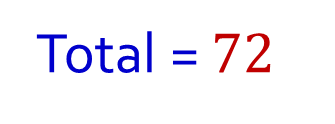 Total = 72